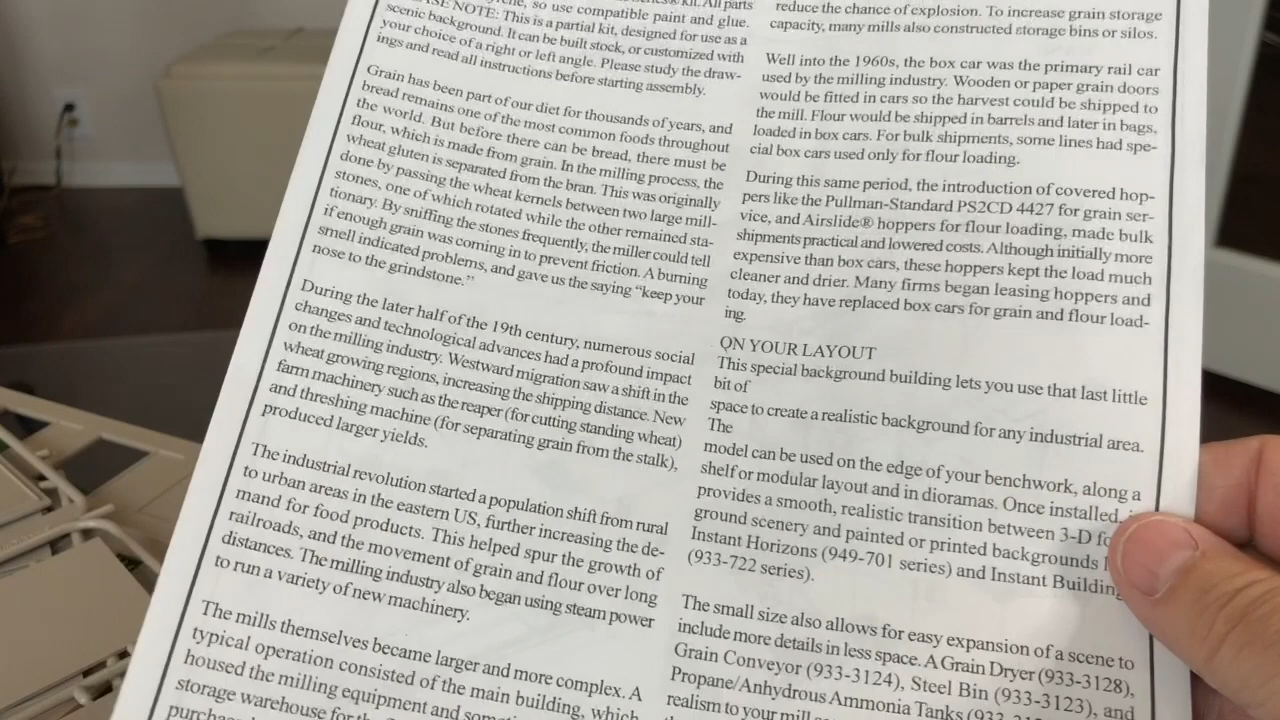 so use compatible paint and glue.
NOTE: This is a partial kit, designed for use as a
scenic background. It can be built stock, or customized with
your choice of a right or left angle. Please study the draw-
ings and read all instructions before starting assembly.
Grain has been part of our diet for thousands of years, and
bread remains one of the most common foods throughout
the world. But before there can be bread, there must be
flour, which is made from grain. In the milling process, the
wheat gluten is separated from the bran. This was originally
done by passing the wheat kernels between two large mill-
stones, one of which rotated while the other remained sta-
tionary. By sniffing the stones frequently, the miller could tell
if enough grain was coming in to prevent friction. A burning
smell indicated problems, and gave us the saying “keep your
nose to the grindstone.”
During the later half of the 19th century, numerous social
changes and technological advances had a profound impact
on the milling industry. Westward migration saw a shift in the
wheat growing regions, increasing the shipping distance. New
farm machinery such as the reaper (for cutting standing wheat)
and threshing machine (for separating grain from the stalk),
produced larger yields.
The industrial revolution started a population shift from rural
to urban areas in the eastern US, further increasing the de-
mand for food products. This helped spur the growth of
railroads, and the movement of grain and flour over long
distances. The milling industry also began using steam power
to run a variety of new machinery.
The mills themselves became larger and more complex. A
typical operation consisted of the main building, which
housed the milling equipment and
storage warehouse for
reduce the chance of explosion. To increase grain storage
capacity, many mills also constructed storage bins or silos.
Well into the 1960s, the box car was the primary rail car
used by the milling industry. Wooden or paper grain doors
would be fitted in cars so the harvest could be shipped to
the mill. Flour would be shipped in barrels and later in bags,
loaded in box cars. For bulk shipments, some lines had spe-
cial box cars used only for flour loading.
During this same period, the introduction of covered hop-
pers like the Pullman-Standard PS2CD 4427 for grain ser-
vice, and Airslide® hoppers for flour loading, made bulk
shipments practical and lowered costs. Although initially more
expensive than box cars, these hoppers kept the load much
cleaner and drier. Many firms began leasing hoppers and
today, they have replaced box cars for grain and flour load-
ing.
ON YOUR LAYOUT
This special background building lets you use that last little
bit of
space to create a realistic background for any industrial area.
The
model can be used on the edge of your benchwork, along a
shelf or modular layout and in dioramas. Once installed,
provides a smooth, realistic transition between 3-D
ground scenery and painted or printed backgrounds
Instant Horizons (949-701 series) and Instant Building
(933-722 series).
The small size also allows for easy expansion of a scene to
include more details in less space. A Grain Dryer (933-3128),
Grain Conveyor (933-3124), Steel Bin (933-3123), and
Propane/Anhydrous Ammonia Tanks
realism to your mill